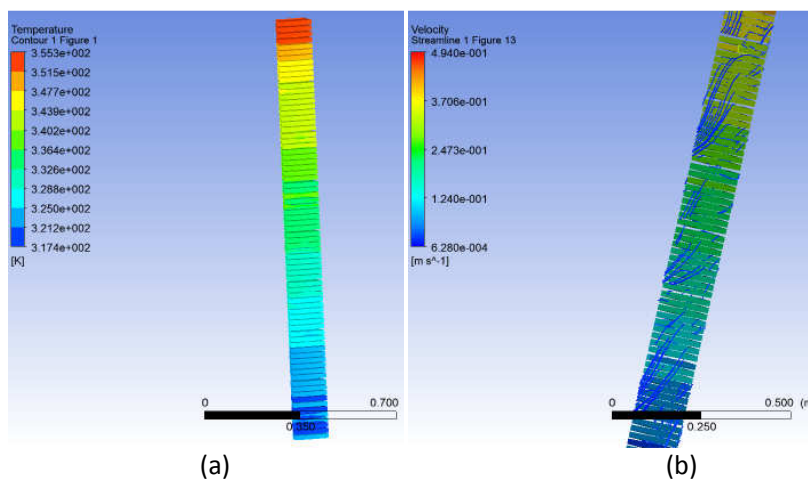 Temperature
Contour 1 Figure 1
3.553e+002
3.515e+002
3.477e+002
3.439e+002
3.402e+002
3.364e+002
3.326e+002
3.288e+002
3.250e+002
3.212e+002
3.174e+002
[K]
0
0.700
0.350
(a)
Velocity
Streamline 1 Figure 13
4.940e-001
3.706e-001
2.473e-001
1.240e-001
6.280e-004
[m s^-1]
0
0.500
0.250
(b)